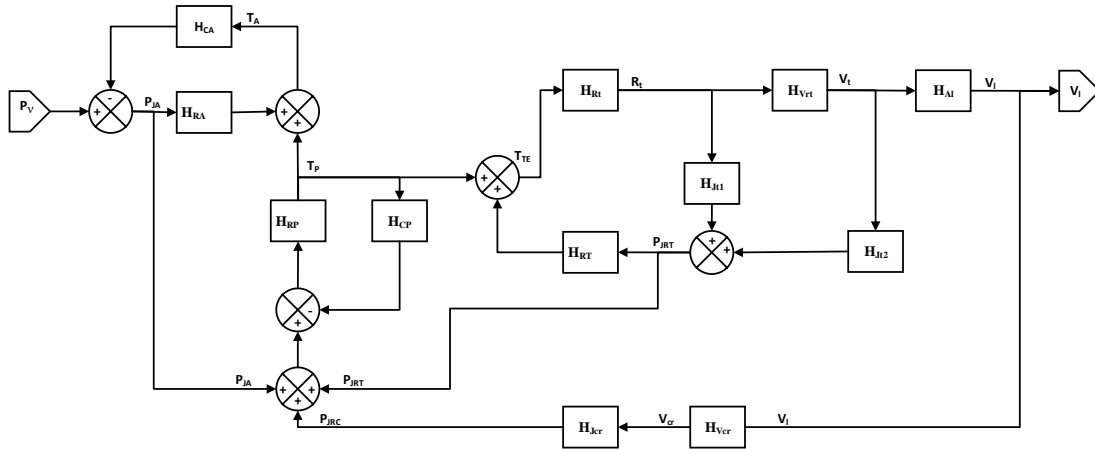 H_CA
T_A
P_V
-
+
P_JA
H_RA
+
+
H_Rt
R_t
H_Vrt
V_t
H_Al
V_l
V_l
T_P
T_TE
+
+
H_RP
H_CP
H_Jt1
+
+
P_JRT
H_RT
H_Jt2
+
-
P_JA
+
+
+
P_JRT
P_JRC
H_Jcr
V_cr
H_Vcr
V_l